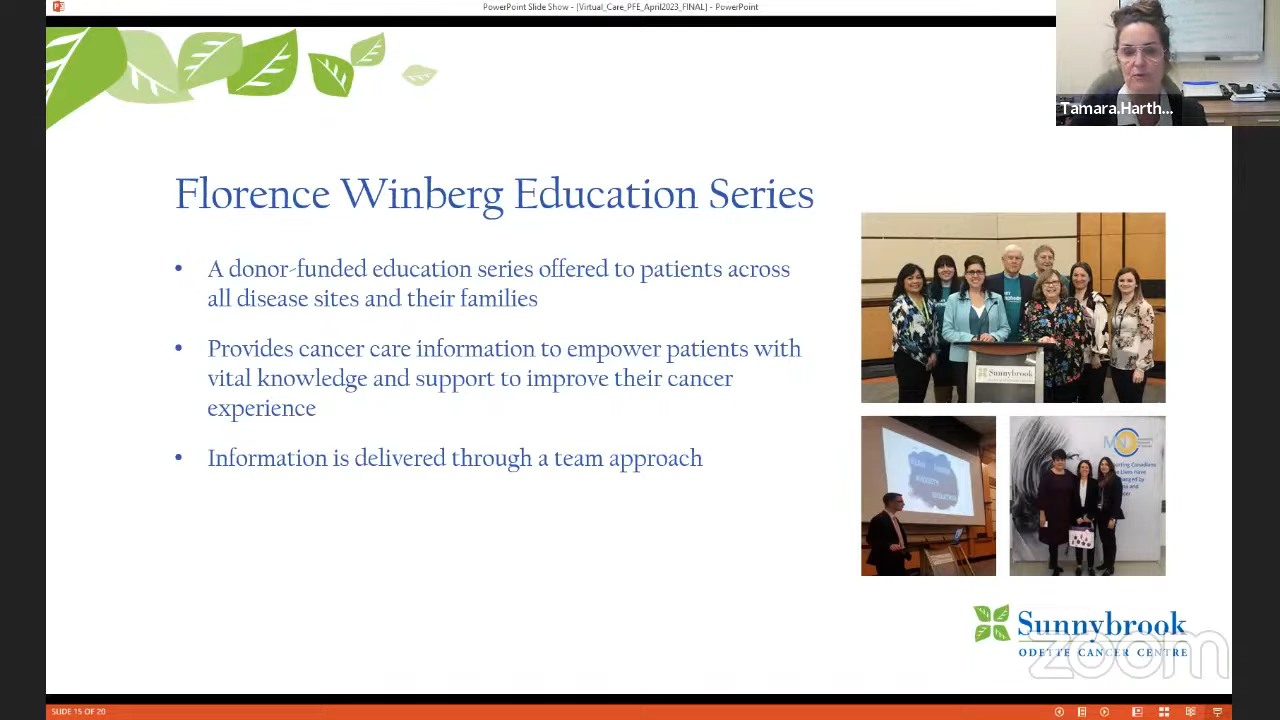 PowerPoint Slide Show - [Virtual_Care_PFE_April2023_FINAL] - PowerPoint
Tamara.Harth...
Florence Winberg Education Series
• A donor-funded education series offered to patients across
all disease sites and their families
• Provides cancer care information to empower patients with
vital knowledge and support to improve their cancer
experience
• Information is delivered through a team approach
Sunnybrook
Sunnybrook
ODETTE CANCER CENTRE
zoom
SLIDE 15 OF 20